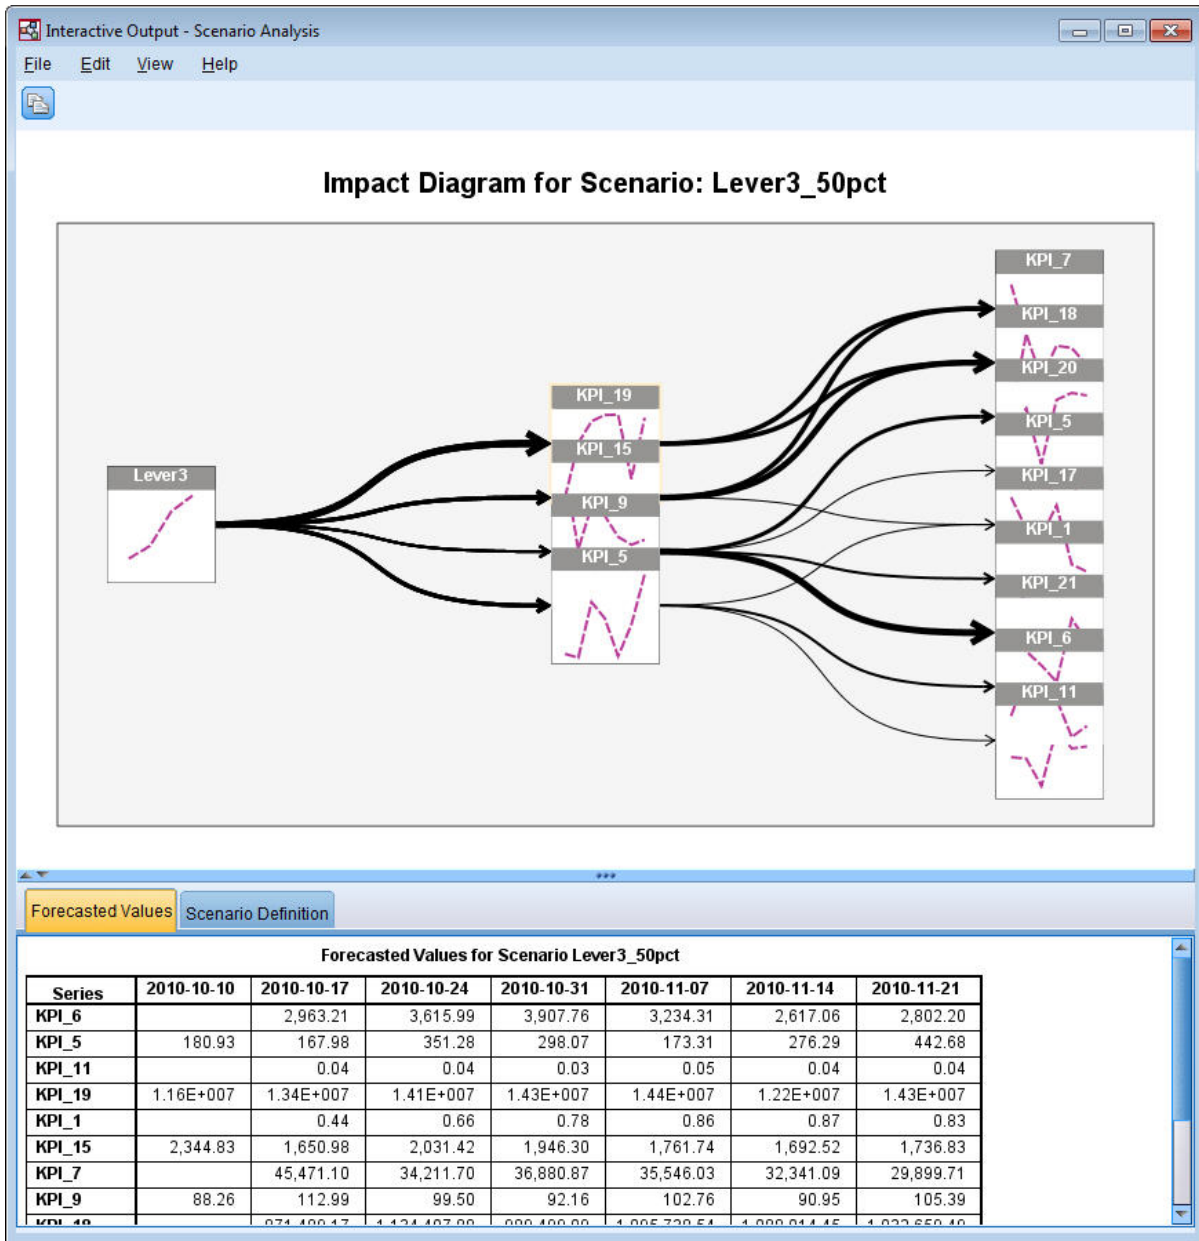 Interactive Output - Scenario Analysis
File Edit View Help
Impact Diagram for Scenario: Lever3_50pct
KPI_7
KPI_18
KPI_20
KPI_19
KPI_5
KPI_15
Lever3
KPI_17
KPI_9
KPI_1
KPI_5
KPI_21
KPI_6
KPI_11
Forecasted Values Scenario Definition
Forecasted Values for Scenario Lever3_50pct
Series 2010-10-10 2010-10-17 2010-10-24 2010-10-31 2010-11-07 2010-11-14 2010-11-21
KPI_6 2,963.21 3,615.99 3,907.76 3,234.31 2,617.06 2,802.20
KPI_5 180.93 167.98 351.28 298.07 173.31 276.29 442.68
KPI_11 0.04 0.04 0.03 0.05 0.04 0.04
KPI_19 1.16E+007 1.34E+007 1.41E+007 1.43E+007 1.44E+007 1.22E+007 1.43E+007
KPI_1 0.44 0.66 0.78 0.86 0.87 0.83
KPI_15 2,344.83 1,650.98 2,031.42 1,946.30 1,761.74 1,692.52 1,736.83
KPI_7 45,471.10 34,211.70 36,880.87 35,546.03 32,341.09 29,899.71
KPI_9 88.26 112.99 99.50 92.16 102.76 90.95 105.39
KPI_18